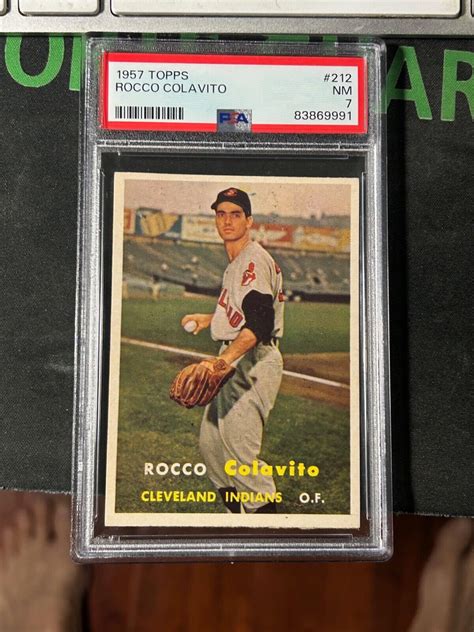 1957 TOPPS #212
ROCCO COLAVITO NM
7
PSA 83869991
ROCCO Colavito
CLEVELAND INDIANS O.F.